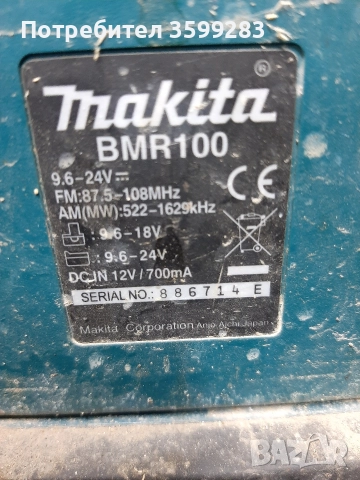 Потребител 3599283
makita®
BMR100
9.6-24V
FM:87.5-108MHz
AM(MW):522-1629kHz
CE
:9.6-18V
:9.6-24V
DC IN 12V/700mA
SERIAL NO.: 886714 E
Makita Corporation Anjo Aichi Japan
BAZAR